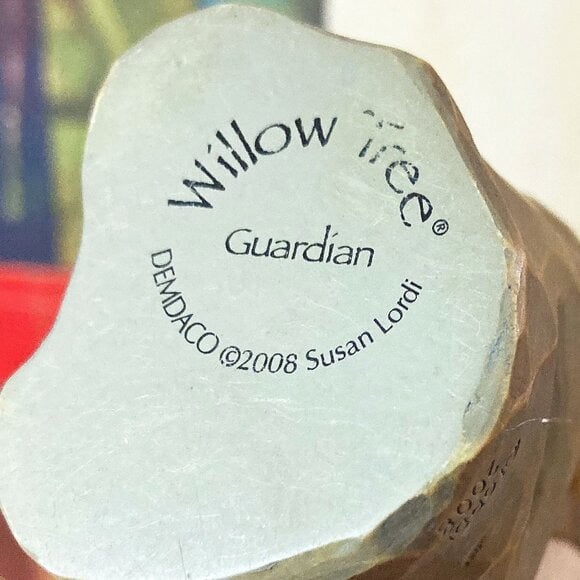 Willow Tree®
Guardian
DEMDACO ©2008 Susan Lordi